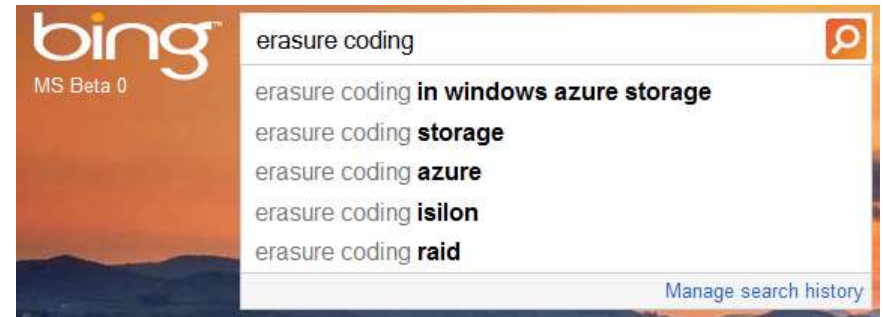 bing™
MS Beta 0
erasure coding
erasure coding in windows azure storage
erasure coding storage
erasure coding azure
erasure coding isilon
erasure coding raid
Manage search history